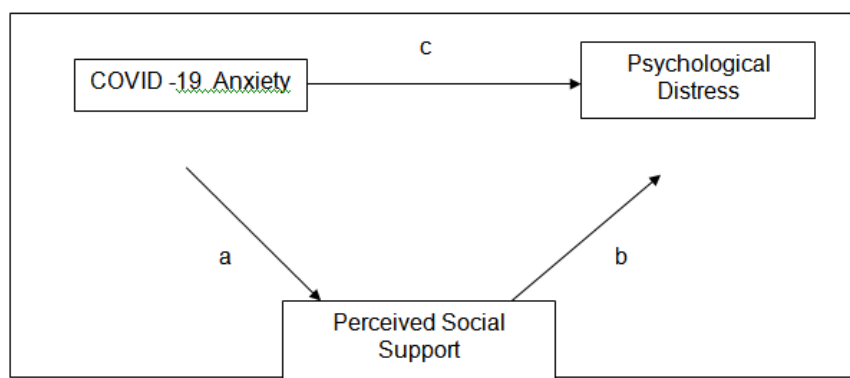 c
COVID -19 Anxiety
Psychological
Distress
a
b
Perceived Social
Support